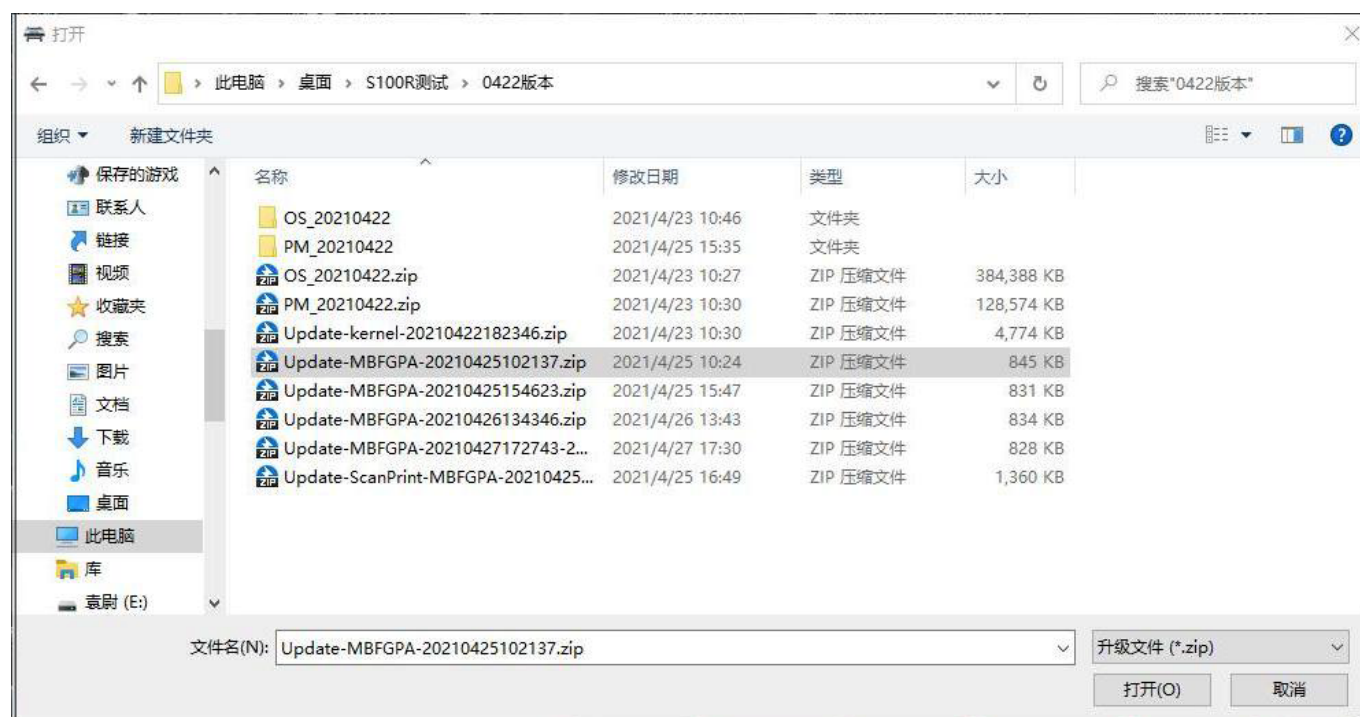 打开
此电脑 › 桌面 › S100R测试 › 0422版本
搜索"0422版本"
组织 新建文件夹
保存的游戏
联系人
链接
视频
收藏夹
搜索
图片
文档
下载
音乐
桌面
此电脑
库
袁尉 (E:)
名称 修改日期 类型 大小
OS_20210422 2021/4/23 10:46 文件夹
PM_20210422 2021/4/25 15:35 文件夹
OS_20210422.zip 2021/4/23 10:27 ZIP 压缩文件 384,388 KB
PM_20210422.zip 2021/4/23 10:30 ZIP 压缩文件 128,574 KB
Update-kernel-20210422182346.zip 2021/4/23 10:30 ZIP 压缩文件 4,774 KB
Update-MBFGPA-20210425102137.zip 2021/4/25 10:24 ZIP 压缩文件 845 KB
Update-MBFGPA-20210425154623.zip 2021/4/25 15:47 ZIP 压缩文件 831 KB
Update-MBFGPA-20210426134346.zip 2021/4/26 13:43 ZIP 压缩文件 834 KB
Update-MBFGPA-20210427172743-2... 2021/4/27 17:30 ZIP 压缩文件 828 KB
Update-ScanPrint-MBFGPA-20210425... 2021/4/25 16:49 ZIP 压缩文件 1,360 KB
文件名(N): Update-MBFGPA-20210425102137.zip 升级文件 (*.zip)
打开(O) 取消